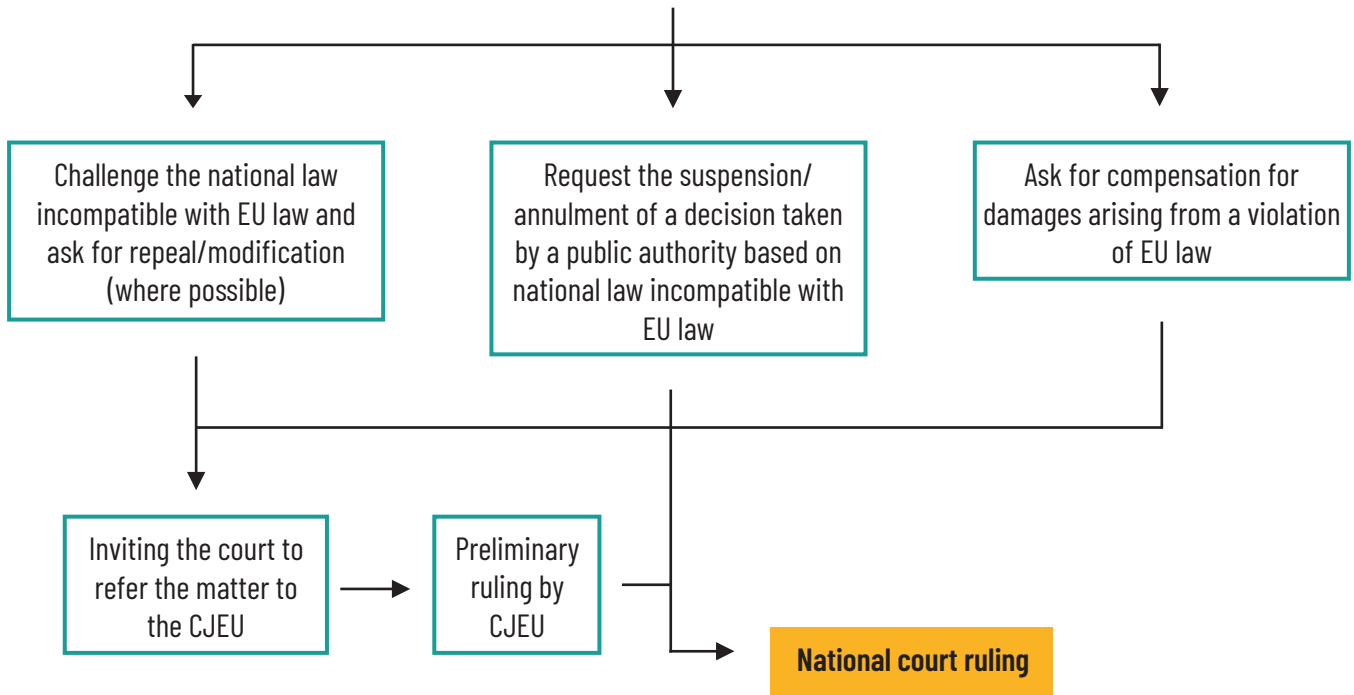 Challenge the national law
incompatible with EU law and
ask for repeal/modification
(where possible)
Request the suspension/
annulment of a decision taken
by a public authority based on
national law incompatible with
EU law
Ask for compensation for
damages arising from a violation
of EU law
Inviting the court to
refer the matter to
the CJEU
Preliminary
ruling by
CJEU
National court ruling